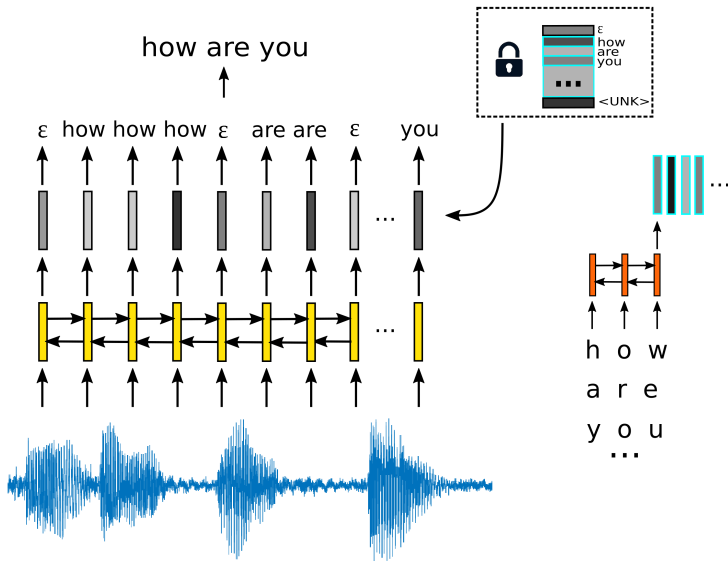 how are you
ε how how how ε are are ε you
...
...
ε
how
are
you
...
<UNK>
...
h o w
a r e
y o u
...